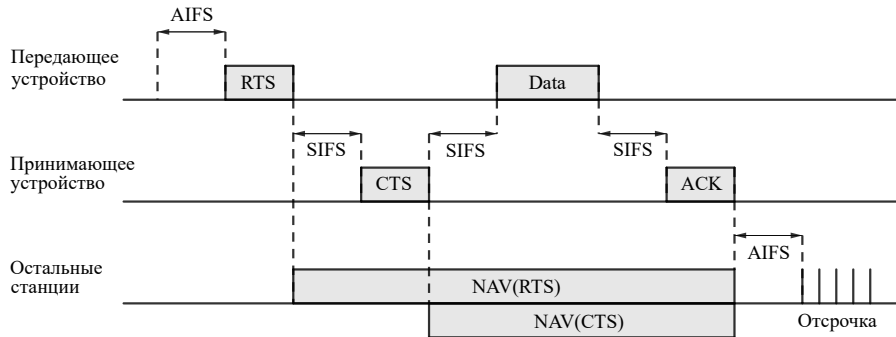 AIFS
Передающее
устройство
RTS
Data
SIFS
SIFS
SIFS
Принимающее
устройство
CTS
ACK
AIFS
Остальные
станции
NAV(RTS)
NAV(CTS)
Отсрочка